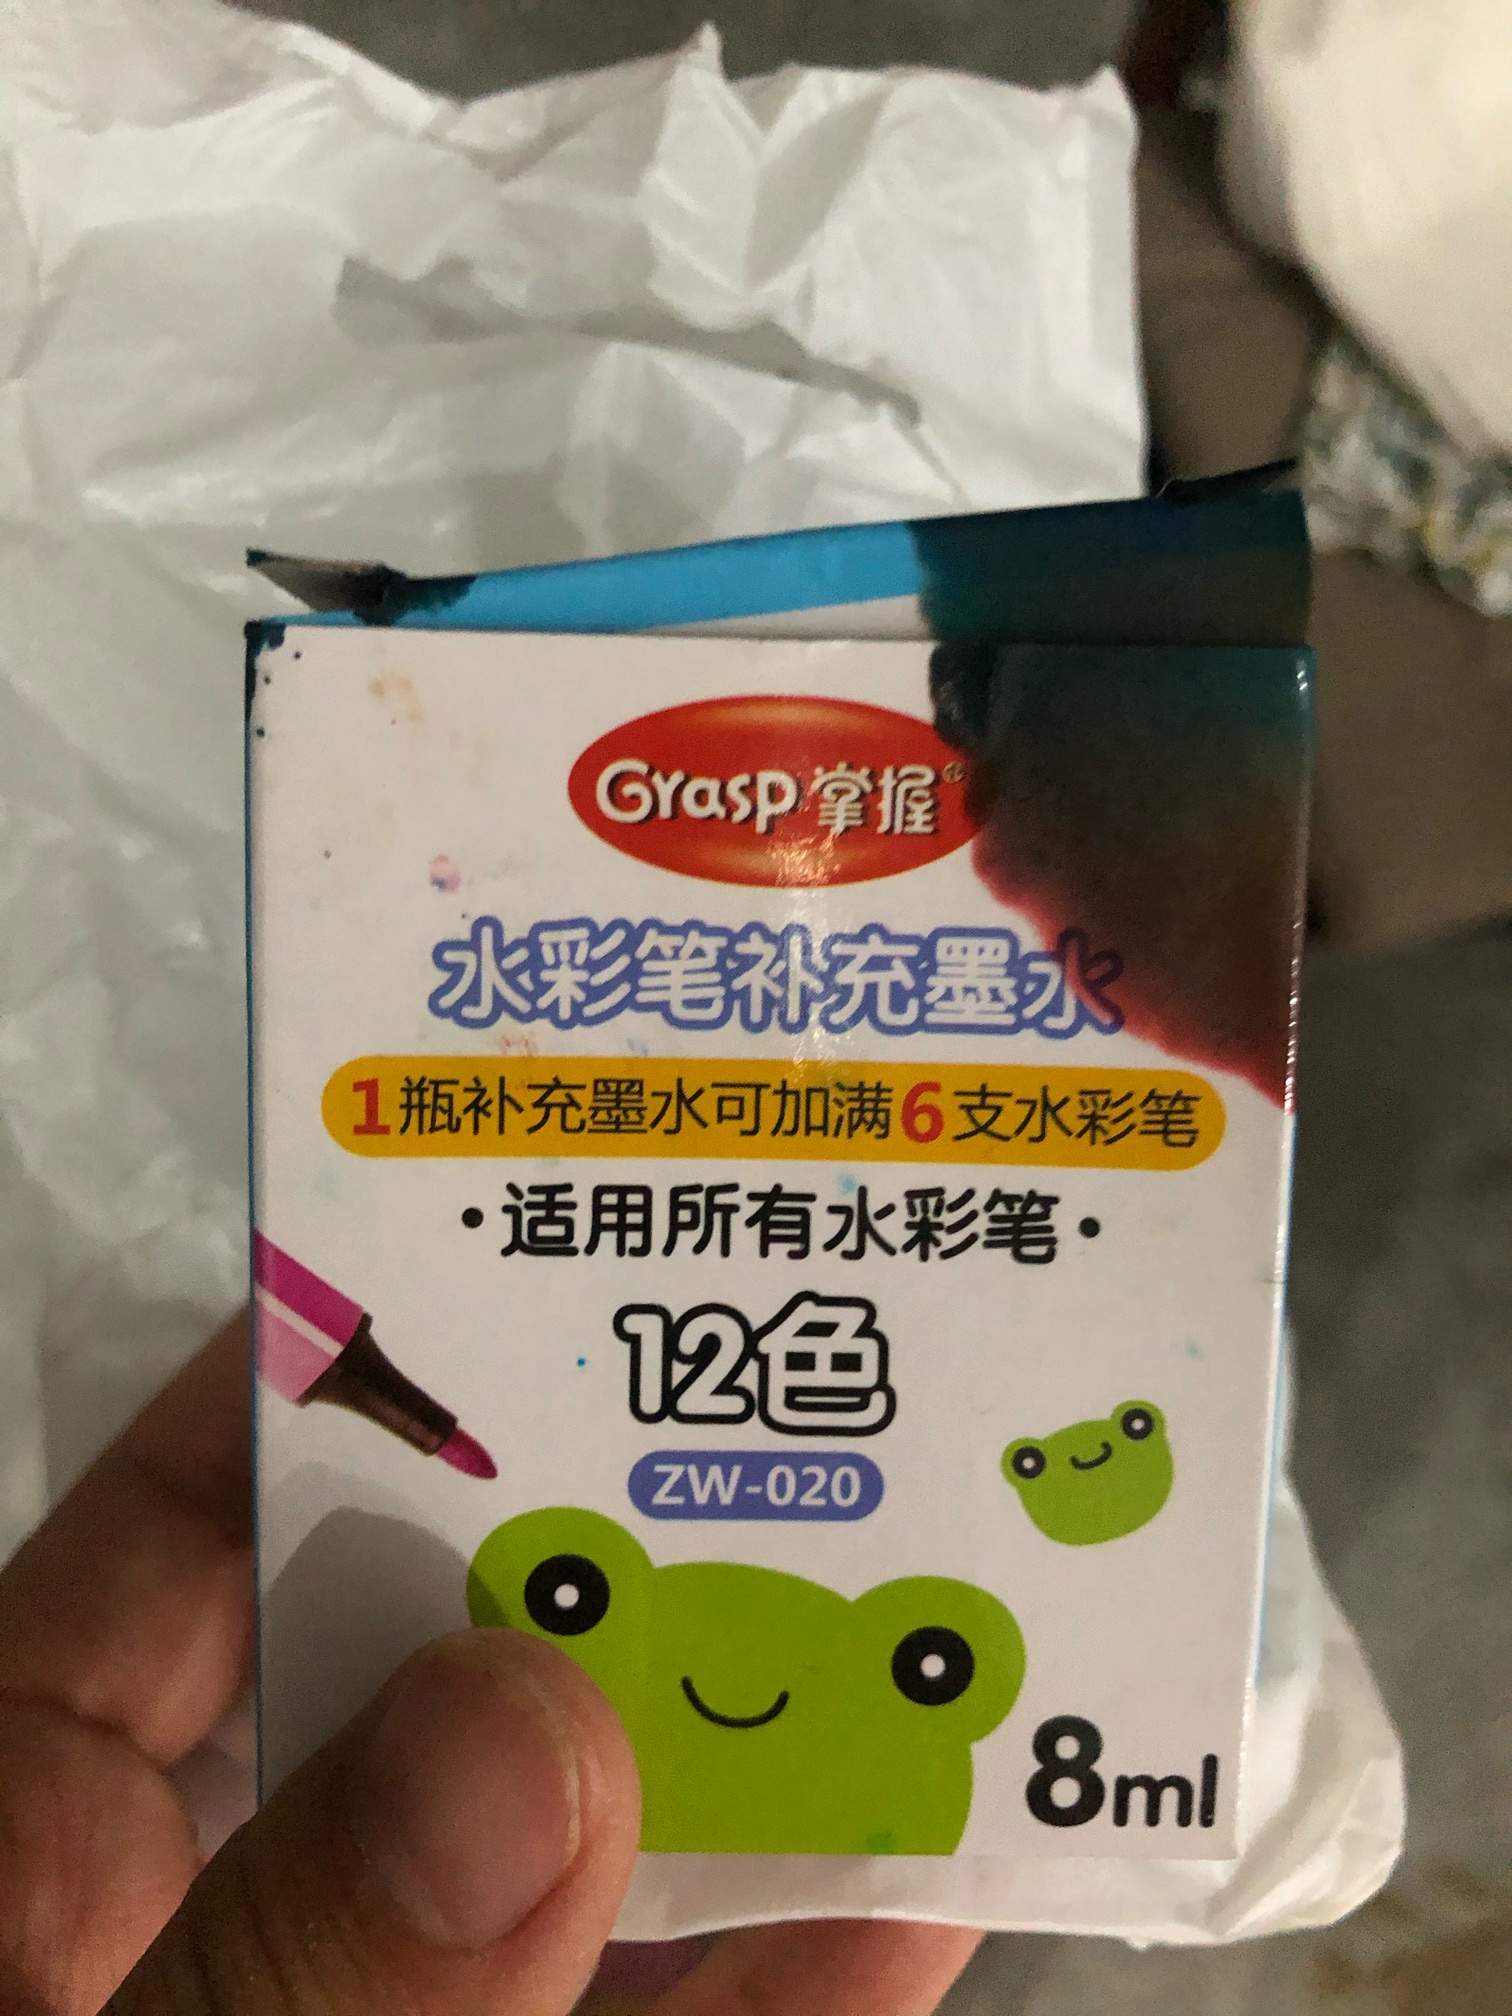 Grasp 掌握
水彩笔补充墨水
1瓶补充墨水可加满6支水彩笔
·适用所有水彩笔·
12色
ZW-020
8ml